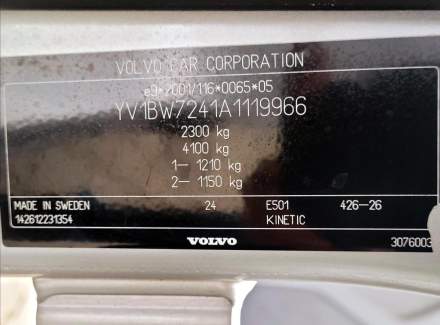 VOLVO CAR CORPORATION
e9*2001/116*0065*05
YV1BW7241A1119966
2300 kg
4100 kg
1– 1210 kg
2– 1150 kg
MADE IN SWEDEN 24 ES01 426-26
142612231354 KINETIC
VOLVO 3076003